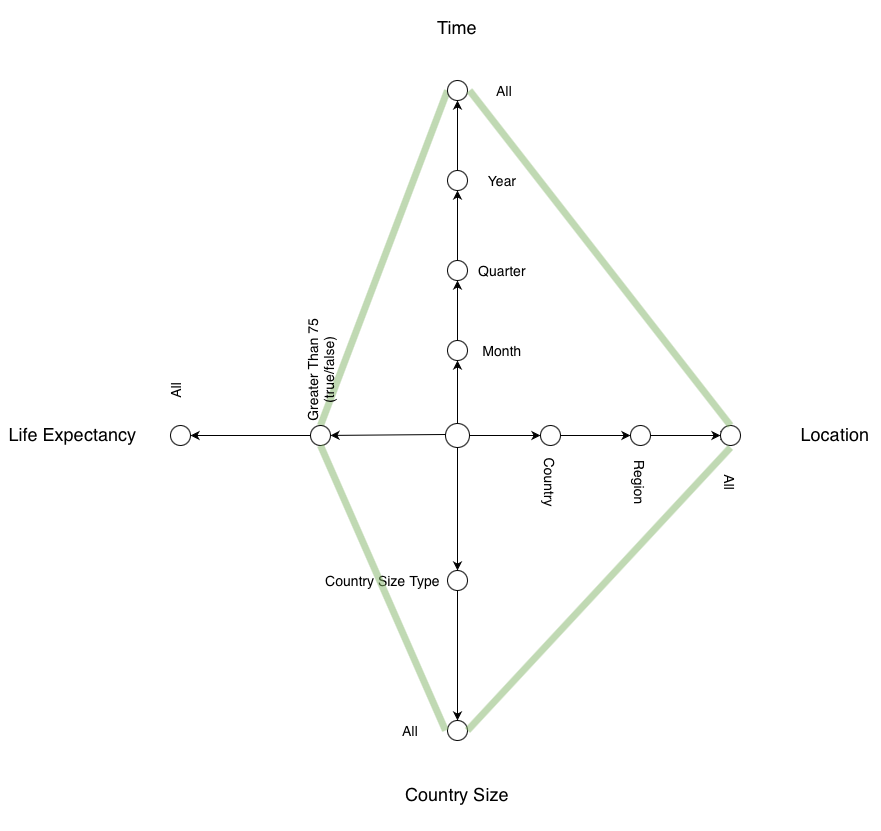 Time
All
Year
Quarter
Month
Greater Than 75
(true/false)
All
Life Expectancy
Location
Country
Region
All
Country Size Type
All
Country Size